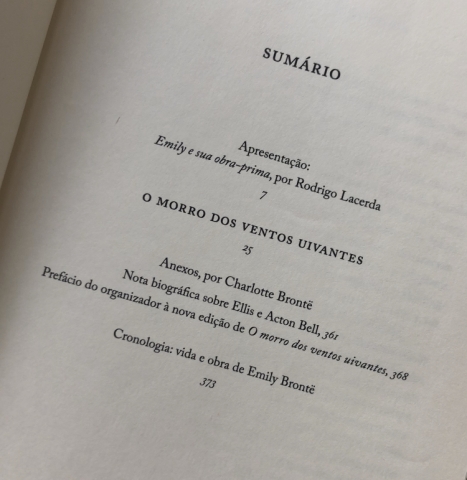 SUMÁRIO
Apresentação:
Emily e sua obra-prima, por Rodrigo Lacerda
7
O MORRO DOS VENTOS UIVANTES
25
Anexos, por Charlotte Brontë
Nota biográfica sobre Ellis e Acton Bell, 361
Prefácio do organizador à nova edição de O morro dos ventos uivantes, 368
Cronologia: vida e obra de Emily Brontë
373